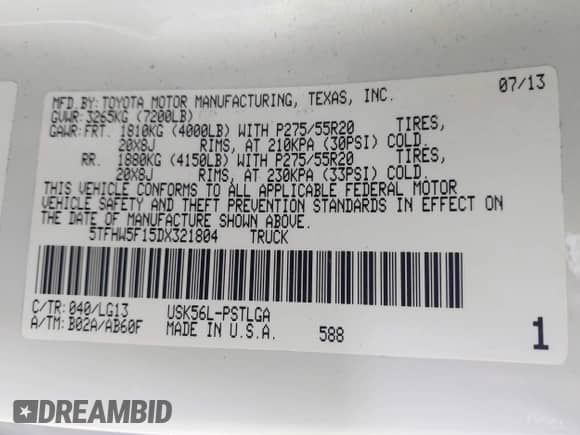 MFD.BY: TOYOTA MOTOR MANUFACTURING, TEXAS, INC. 07/13
GVWR: 3265KG (7200LB)
GAWR: FRT. 1810KG (4000LB) WITH P275/55R20 TIRES,
20X8J RIMS, AT 210KPA (30PSI) COLD.
RR. 1880KG (4150LB) WITH P275/55R20 TIRES,
20X8J RIMS, AT 230KPA (33PSI) COLD.
THIS VEHICLE CONFORMS TO ALL APPLICABLE FEDERAL MOTOR
VEHICLE SAFETY AND THEFT PREVENTION STANDARDS IN EFFECT ON
THE DATE OF MANUFACTURE SHOWN ABOVE.
5TFHW5F15DX321804 TRUCK
C/TR: 040/LG13 USK56L-PSTLGA
A/TM: B02A/AB60F MADE IN U.S.A. 588 1
DREAMBID